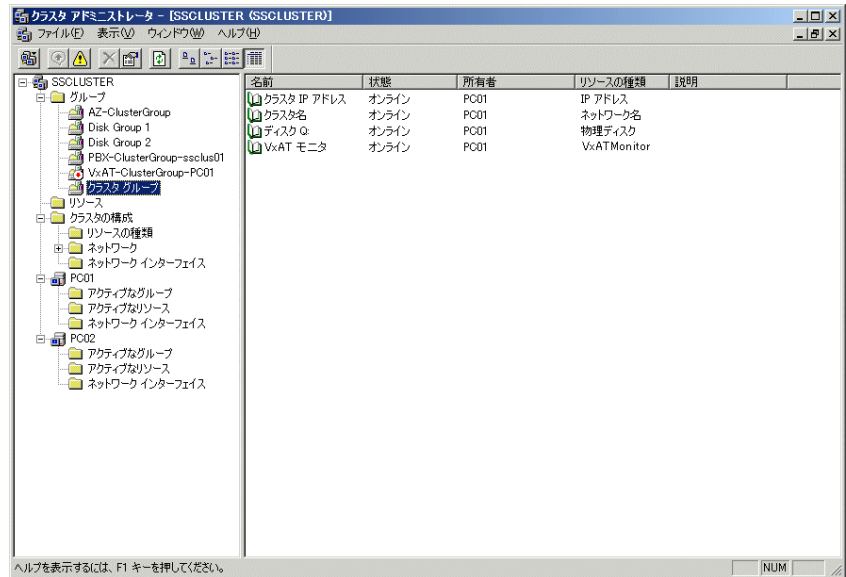 クラスタ アドミニストレータ - [SSCLUSTER (SSCLUSTER)]
ファイル(F) 表示(V) ウィンドウ(W) ヘルプ(H)
SSCLUSTER
グループ
AZ-ClusterGroup
Disk Group 1
Disk Group 2
PBX-ClusterGroup-ssclus01
VxAT-ClusterGroup-PC01
クラスタ グループ
リソース
クラスタの構成
リソースの種類
ネットワーク
ネットワーク インターフェイス
PC01
アクティブなグループ
アクティブなリソース
ネットワーク インターフェイス
PC02
アクティブなグループ
アクティブなリソース
ネットワーク インターフェイス
名前 状態 所有者 リソースの種類 説明
クラスタ IP アドレス オンライン PC01 IP アドレス
クラスタ名 オンライン PC01 ネットワーク名
ディスク Q: オンライン PC01 物理ディスク
VxAT モニタ オンライン PC01 VxATMonitor
ヘルプを表示するには、F1 キーを押してください。 NUM